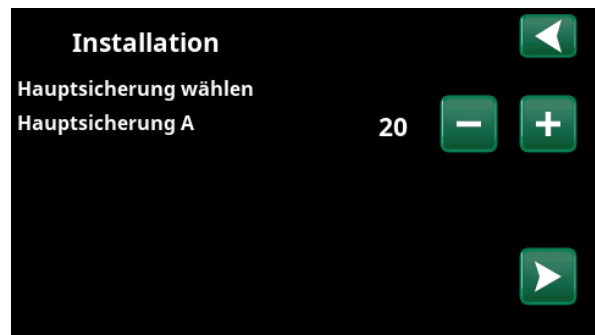 Installation
Hauptsicherung wählen
Hauptsicherung A 20 − +